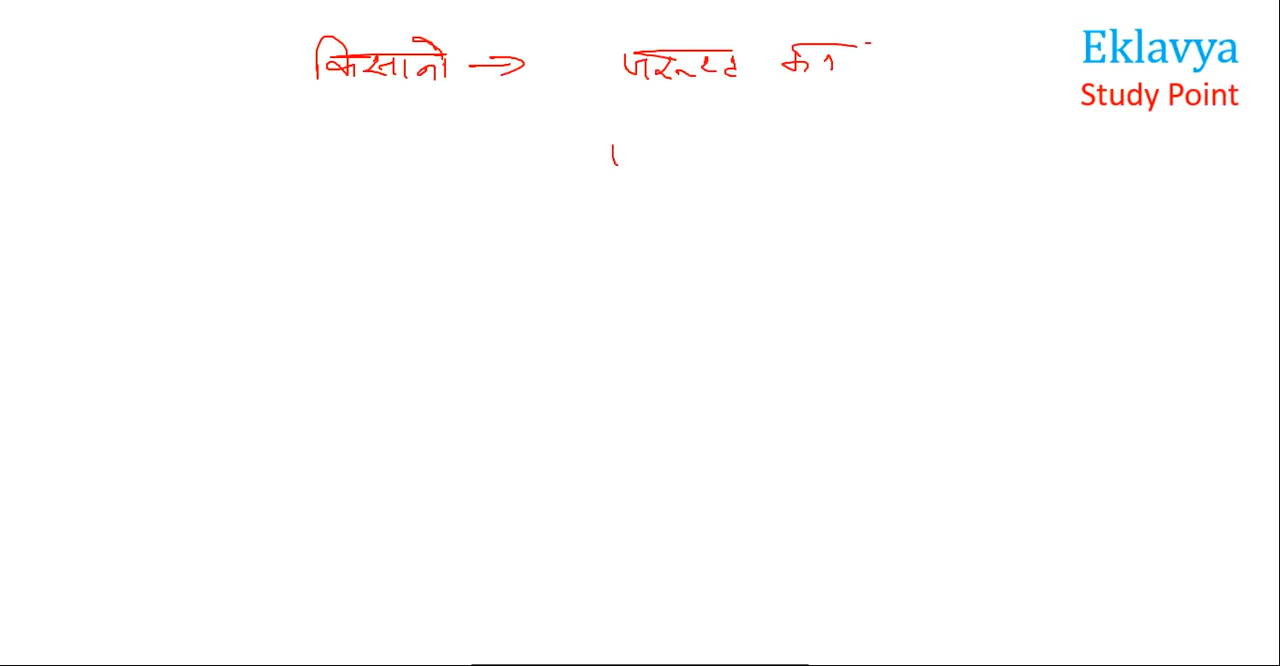 किसानो → जरूरत का
Eklavya
Study Point